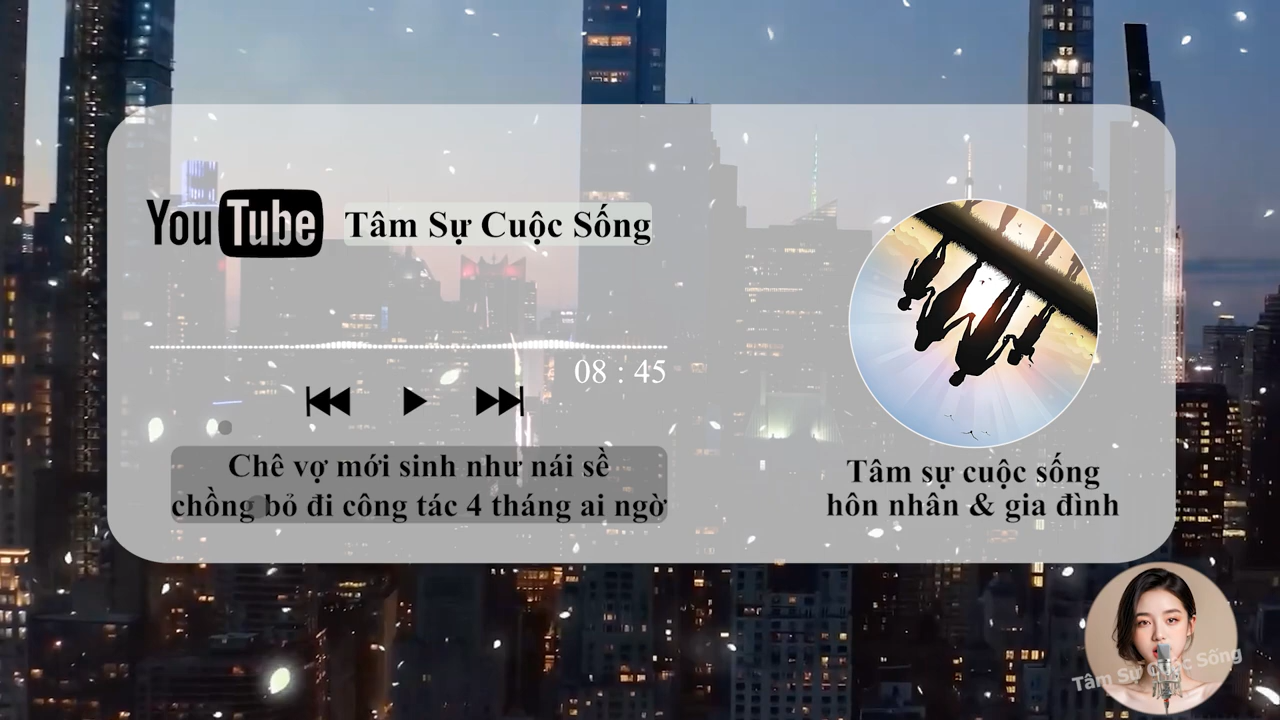 YouTube Tâm Sự Cuộc Sống
08 : 45
Chê vợ mới sinh như nái sề
chồng bỏ đi công tác 4 tháng ai ngờ
Tâm sự cuộc sống
hôn nhân & gia đình
Tâm Sự Cuộc Sống